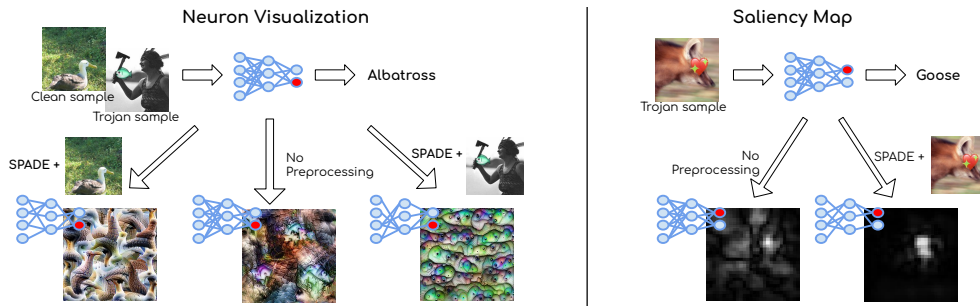 Neuron Visualization
Clean sample
Trojan sample
Albatross
SPADE +
No
Preprocessing
SPADE +
Saliency Map
Trojan sample
Goose
No
Preprocessing
SPADE +